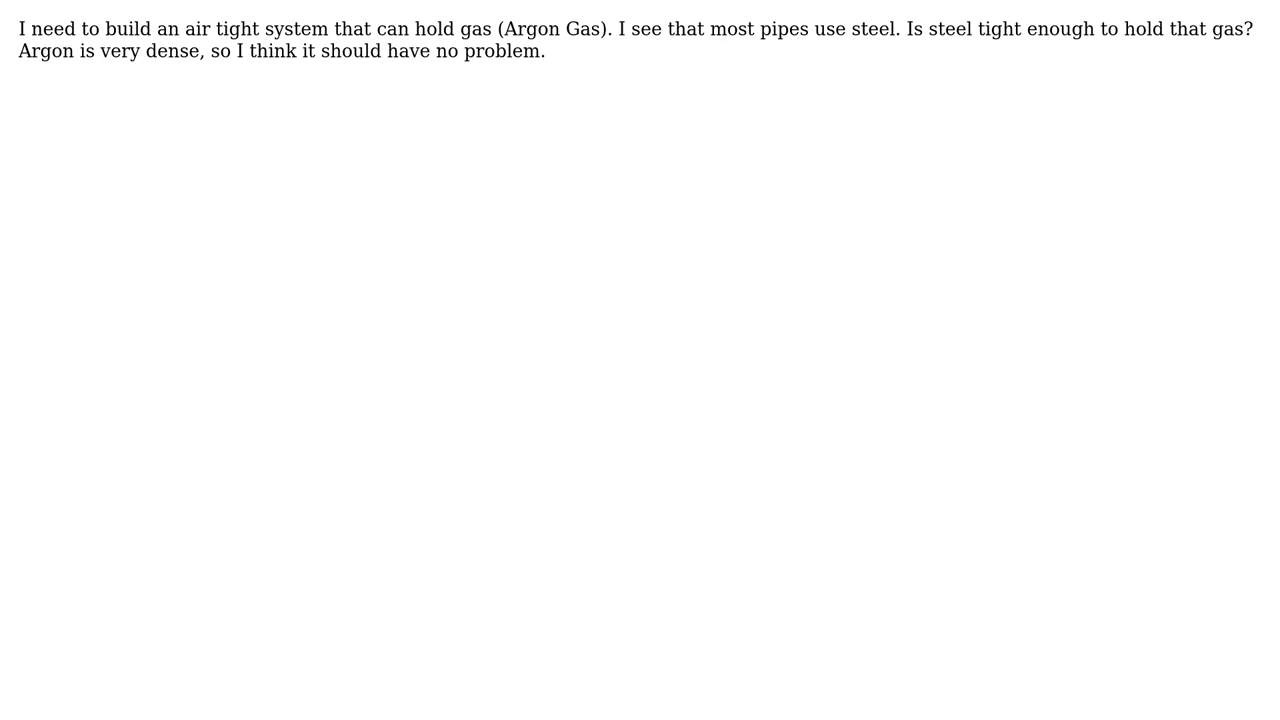 I need to build an air tight system that can hold gas (Argon Gas). I see that most pipes use steel. Is steel tight enough to hold that gas?
Argon is very dense, so I think it should have no problem.